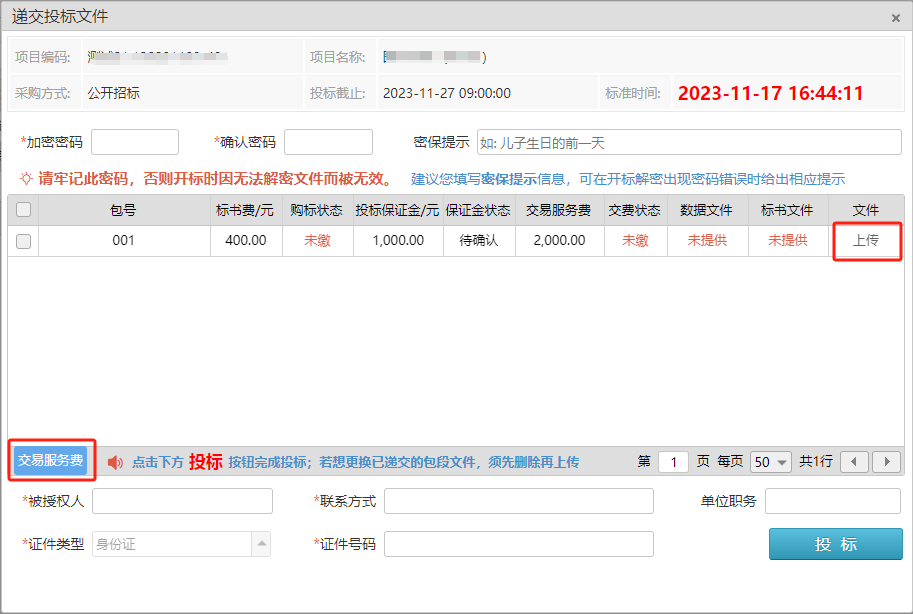 递交投标文件 ×
项目编码: 项目名称:
采购方式: 公开招标 投标截止: 2023-11-27 09:00:00 标准时间: 2023-11-17 16:44:11
*加密密码 *确认密码 密保提示 如: 儿子生日的前一天
请牢记此密码，否则开标时因无法解密文件而被无效。 建议您填写密保提示信息，可在开标解密出现密码错误时给出相应提示
包号 标书费/元 购标状态 投标保证金/元 保证金状态 交易服务费 交费状态 数据文件 标书文件 文件
001 400.00 未缴 1,000.00 待确认 2,000.00 未缴 未提供 未提供 上传
交易服务费 点击下方 投标 按钮完成投标；若想更换已递交的包段文件，须先删除再上传 第 1 页 每页 50 共1行
*被授权人 *联系方式 单位职务
*证件类型 身份证 *证件号码 投 标